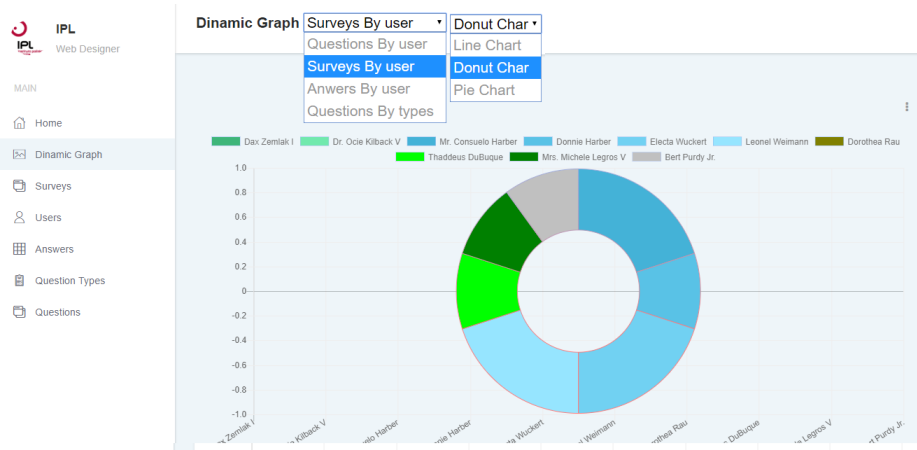 IPL
IPL
Web Designer
MAIN
Home
Dinamic Graph
Surveys
Users
Answers
Question Types
Questions
Dinamic Graph Surveys By user Donut Char
Questions By user
Surveys By user
Anwers By user
Questions By types
Line Chart
Donut Char
Pie Chart
Dax Zemlak I Dr. Ocie Kilback V Mr. Consuelo Harber Donnie Harber Electa Wuckert Leonel Weimann Dorothea Rau
Thaddeus DuBuque Mrs. Michele Legros V Bert Purdy Jr.
1.0
0.8
0.6
0.4
0.2
0
-0.2
-0.4
-0.6
-0.8
-1.0
Zemlak I Kilback V Harber Harber Wuckert Weimann Rau DuBuque Legros V Purdy Jr.